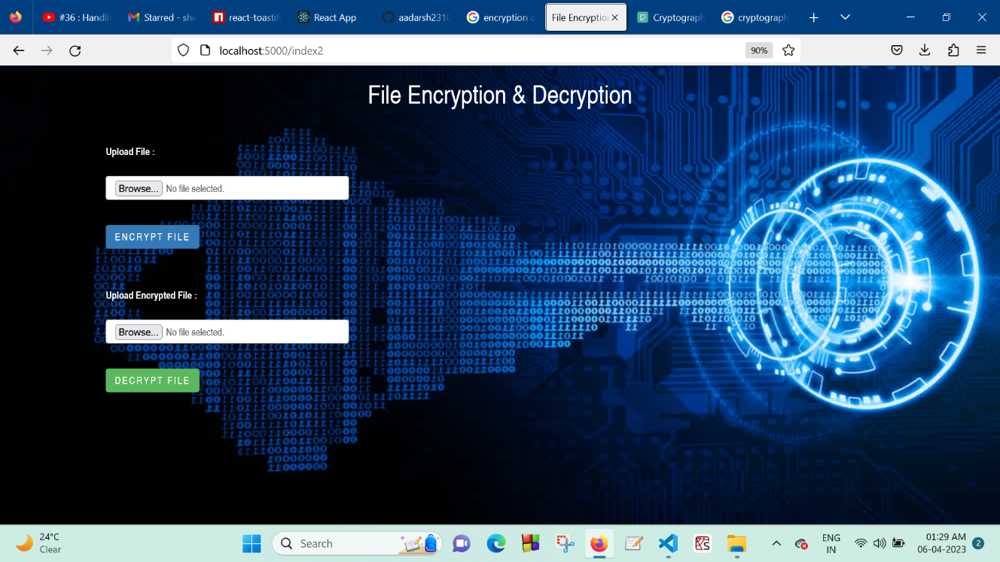 #36 : Handli
Starred - she
react-toastif
React App
aadarsh2310
encryption d
File Encryption
Cryptograph
cryptograph
localhost:5000/index2
90%
File Encryption & Decryption
Upload File :
Browse... No file selected.
ENCRYPT FILE
Upload Encrypted File :
Browse... No file selected.
DECRYPT FILE
24°C
Clear
Search
ENG
IN
01:29 AM
06-04-2023
2